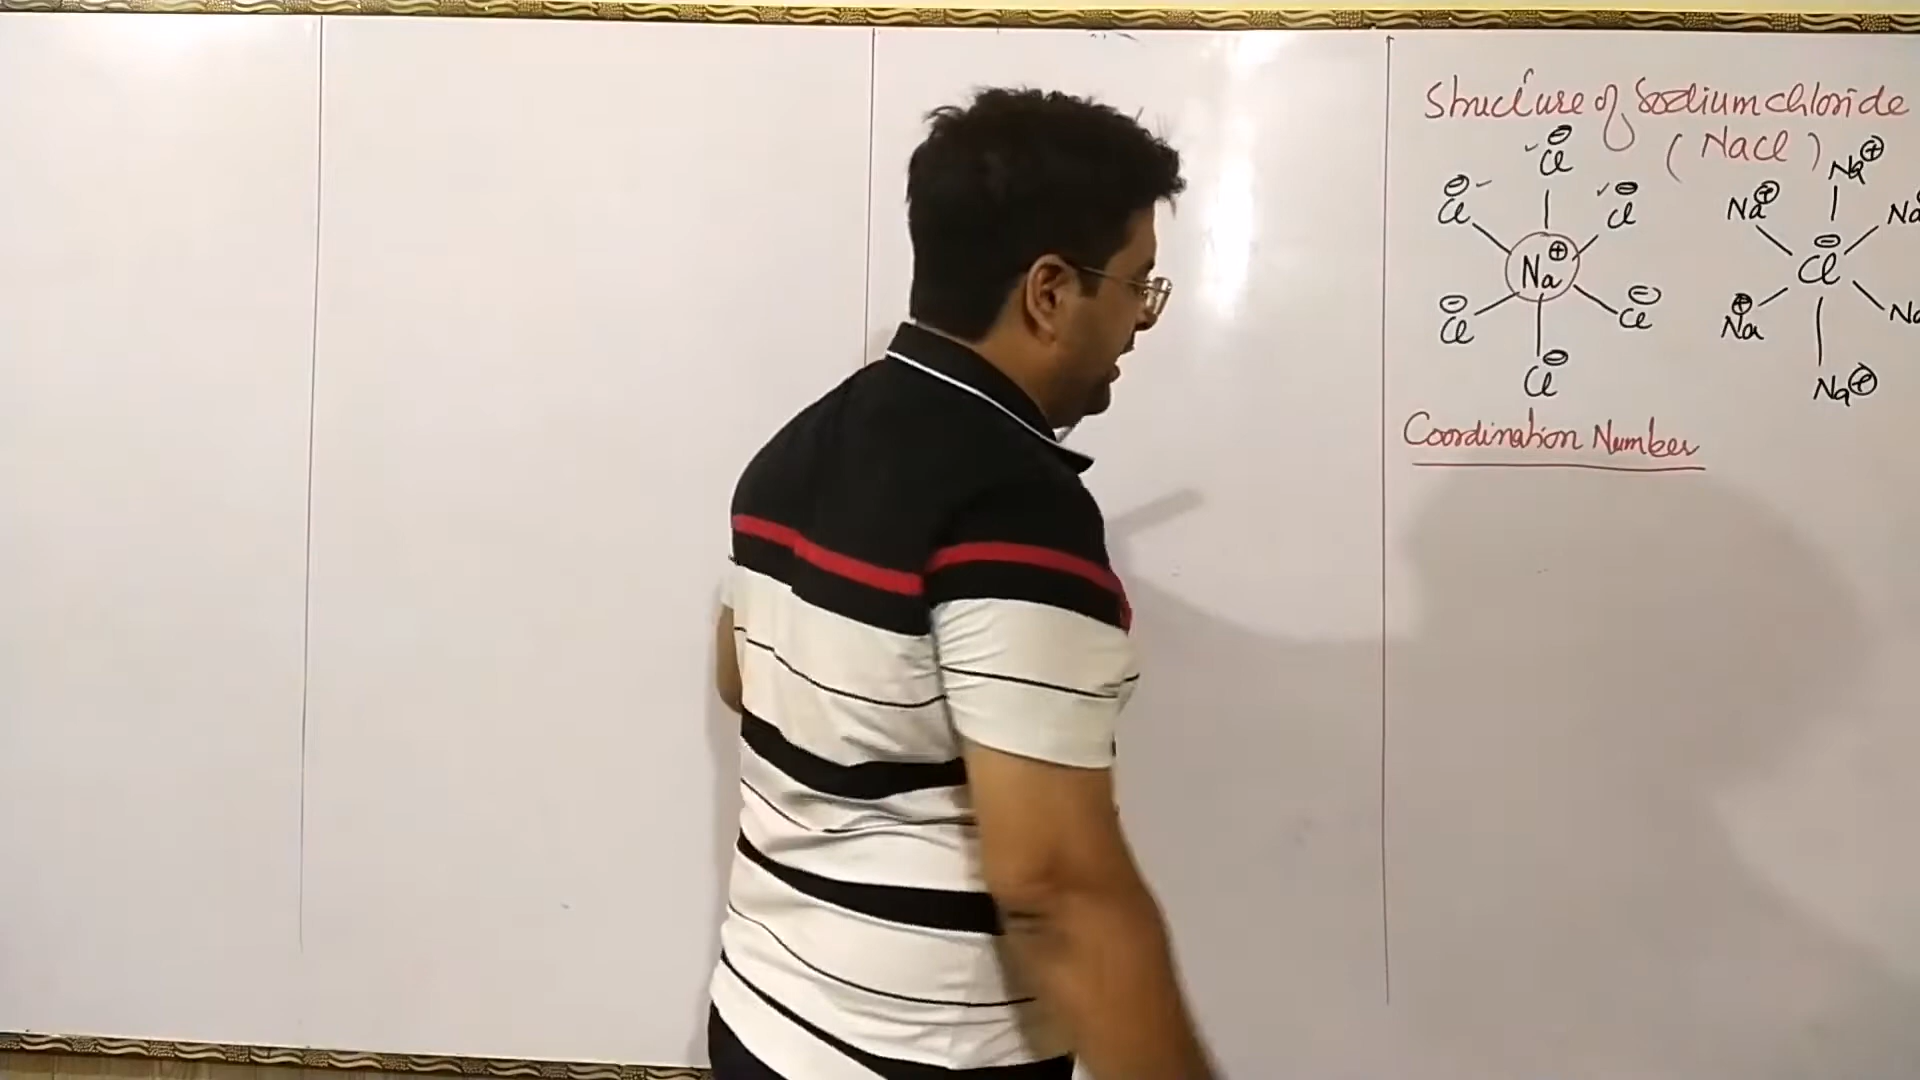 Structure of Sodium chloride
(NaCl)
Cl⊖
Cl⊖ Cl⊖
Na⊕
Cl⊖ Cl⊖
Cl⊖
Na⊕
Na⊕ Na
Cl⊖
Na⊕ Na
Na⊕
Coordination Number